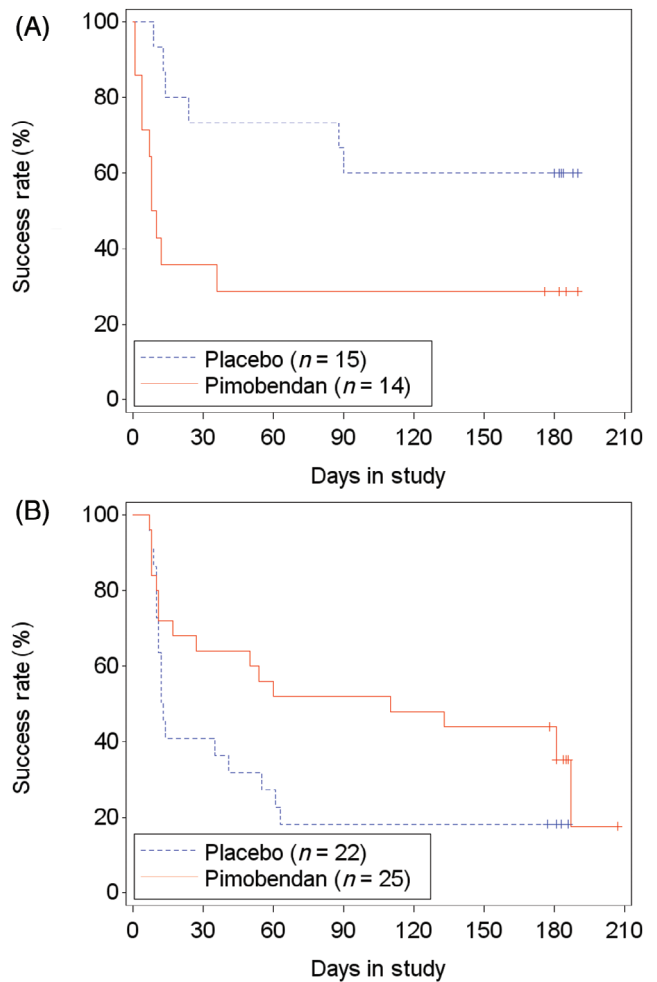 (A)
Success rate (%)
100
80
60
40
20
0
Placebo (n = 15)
Pimobendan (n = 14)
0 30 60 90 120 150 180 210
Days in study
(B)
Success rate (%)
100
80
60
40
20
0
Placebo (n = 22)
Pimobendan (n = 25)
0 30 60 90 120 150 180 210
Days in study